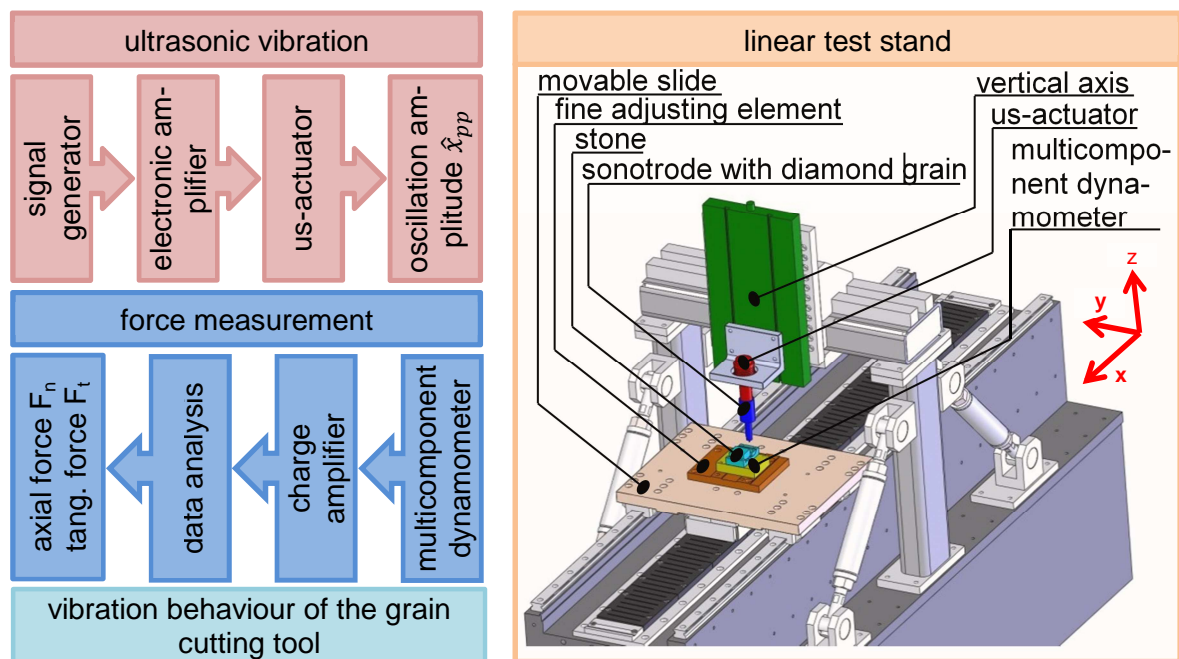 ultrasonic vibration
signal
generator
electronic am-
plifier
us-actuator
oscillation am-
plitude x̂pp
force measurement
axial force Fn
tang. force Ft
data analysis
charge
amplifier
multicomponent
dynamometer
vibration behaviour of the grain
cutting tool
linear test stand
movable slide
fine adjusting element
stone
sonotrode with diamond grain
vertical axis
us-actuator
multicompo-
nent dyna-
mometer
z
y
x